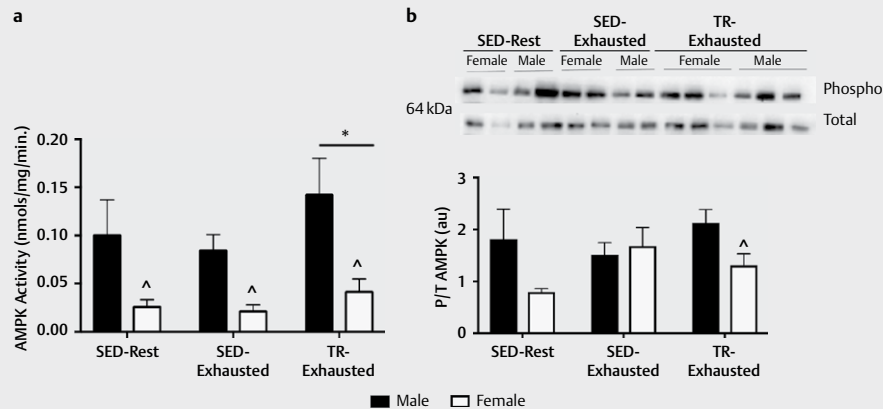 a
AMPK Activity (nmols/mg/min.)
0.20
0.15
0.10
0.05
0.00
*
^
^
^
SED-Rest
SED-
Exhausted
TR-
Exhausted
b
SED-Rest
SED-
Exhausted
TR-
Exhausted
Female Male Female Male Female Male
64 kDa
Phospho
Total
P/T AMPK (au)
3
2
1
0
^
SED-Rest
SED-
Exhausted
TR-
Exhausted
Male Female